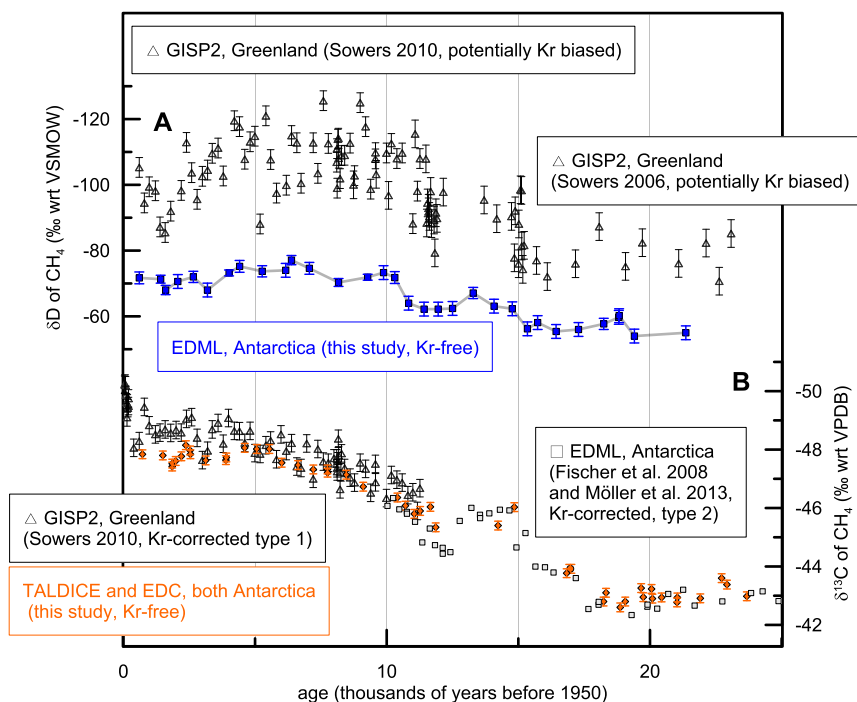 △ GISP2, Greenland (Sowers 2010, potentially Kr biased)
A
-120
-100
-80
-60
δD of CH₄ (‰ wrt VSMOW)
△ GISP2, Greenland
(Sowers 2006, potentially Kr biased)
EDML, Antarctica (this study, Kr-free)
B
-50
-48
-46
-44
-42
δ¹³C of CH₄ (‰ wrt VPDB)
□ EDML, Antarctica
(Fischer et al. 2008
and Möller et al. 2013,
Kr-corrected, type 2)
△ GISP2, Greenland
(Sowers 2010, Kr-corrected type 1)
TALDICE and EDC, both Antarctica
(this study, Kr-free)
0 10 20
age (thousands of years before 1950)